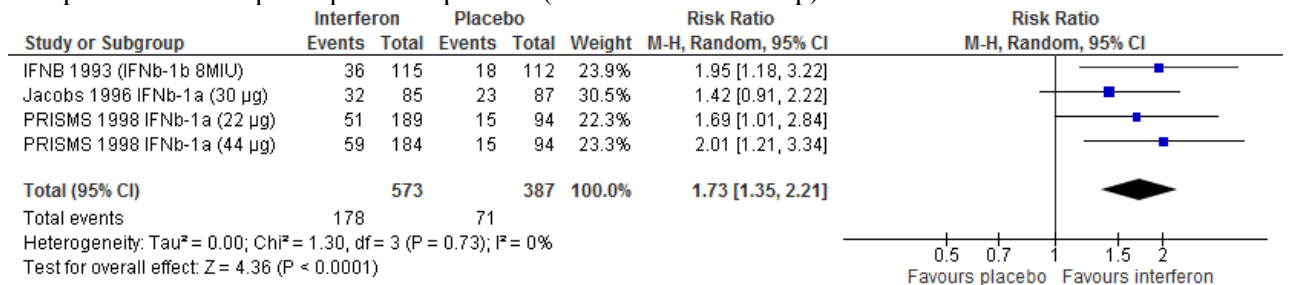 Interferon Placebo Risk Ratio Risk Ratio
Study or Subgroup Events Total Events Total Weight M-H, Random, 95% CI M-H, Random, 95% CI
IFNB 1993 (IFNb-1b 8MIU) 36 115 18 112 23.9% 1.95 [1.18, 3.22]
Jacobs 1996 IFNb-1a (30 µg) 32 85 23 87 30.5% 1.42 [0.91, 2.22]
PRISMS 1998 IFNb-1a (22 µg) 51 189 15 94 22.3% 1.69 [1.01, 2.84]
PRISMS 1998 IFNb-1a (44 µg) 59 184 15 94 23.3% 2.01 [1.21, 3.34]
Total (95% CI) 573 387 100.0% 1.73 [1.35, 2.21]
Total events 178 71
Heterogeneity: Tau² = 0.00; Chi² = 1.30, df = 3 (P = 0.73); I² = 0%
Test for overall effect: Z = 4.36 (P < 0.0001)
0.5 0.7 1 1.5 2
Favours placebo Favours interferon